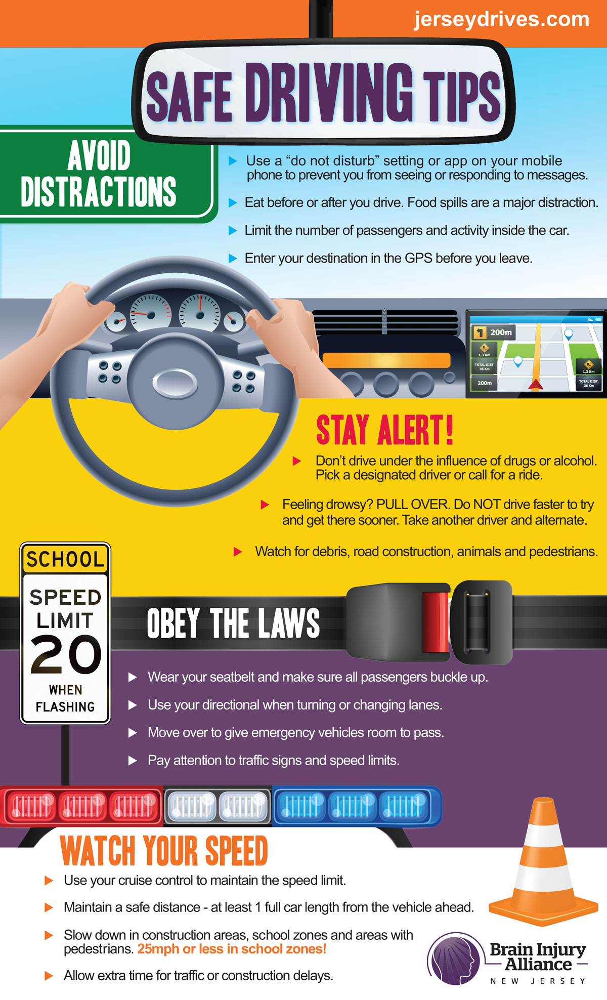 jerseydrives.com
SAFE DRIVING TIPS
AVOID
DISTRACTIONS
▶ Use a “do not disturb” setting or app on your mobile
phone to prevent you from seeing or responding to messages.
▶ Eat before or after you drive. Food spills are a major distraction.
▶ Limit the number of passengers and activity inside the car.
▶ Enter your destination in the GPS before you leave.
200m
1,3 Km
TOTAL DIST.
36 Km
200m
1,3 Km
TOTAL DIST.
36 Km
STAY ALERT!
▶ Don’t drive under the influence of drugs or alcohol.
Pick a designated driver or call for a ride.
▶ Feeling drowsy? PULL OVER. Do NOT drive faster to try
and get there sooner. Take another driver and alternate.
▶ Watch for debris, road construction, animals and pedestrians.
SCHOOL
SPEED
LIMIT
20
WHEN
FLASHING
OBEY THE LAWS
▶ Wear your seatbelt and make sure all passengers buckle up.
▶ Use your directional when turning or changing lanes.
▶ Move over to give emergency vehicles room to pass.
▶ Pay attention to traffic signs and speed limits.
WATCH YOUR SPEED
▶ Use your cruise control to maintain the speed limit.
▶ Maintain a safe distance - at least 1 full car length from the vehicle ahead.
▶ Slow down in construction areas, school zones and areas with
pedestrians. 25mph or less in school zones!
▶ Allow extra time for traffic or construction delays.
Brain Injury
Alliance
NEW JERSEY